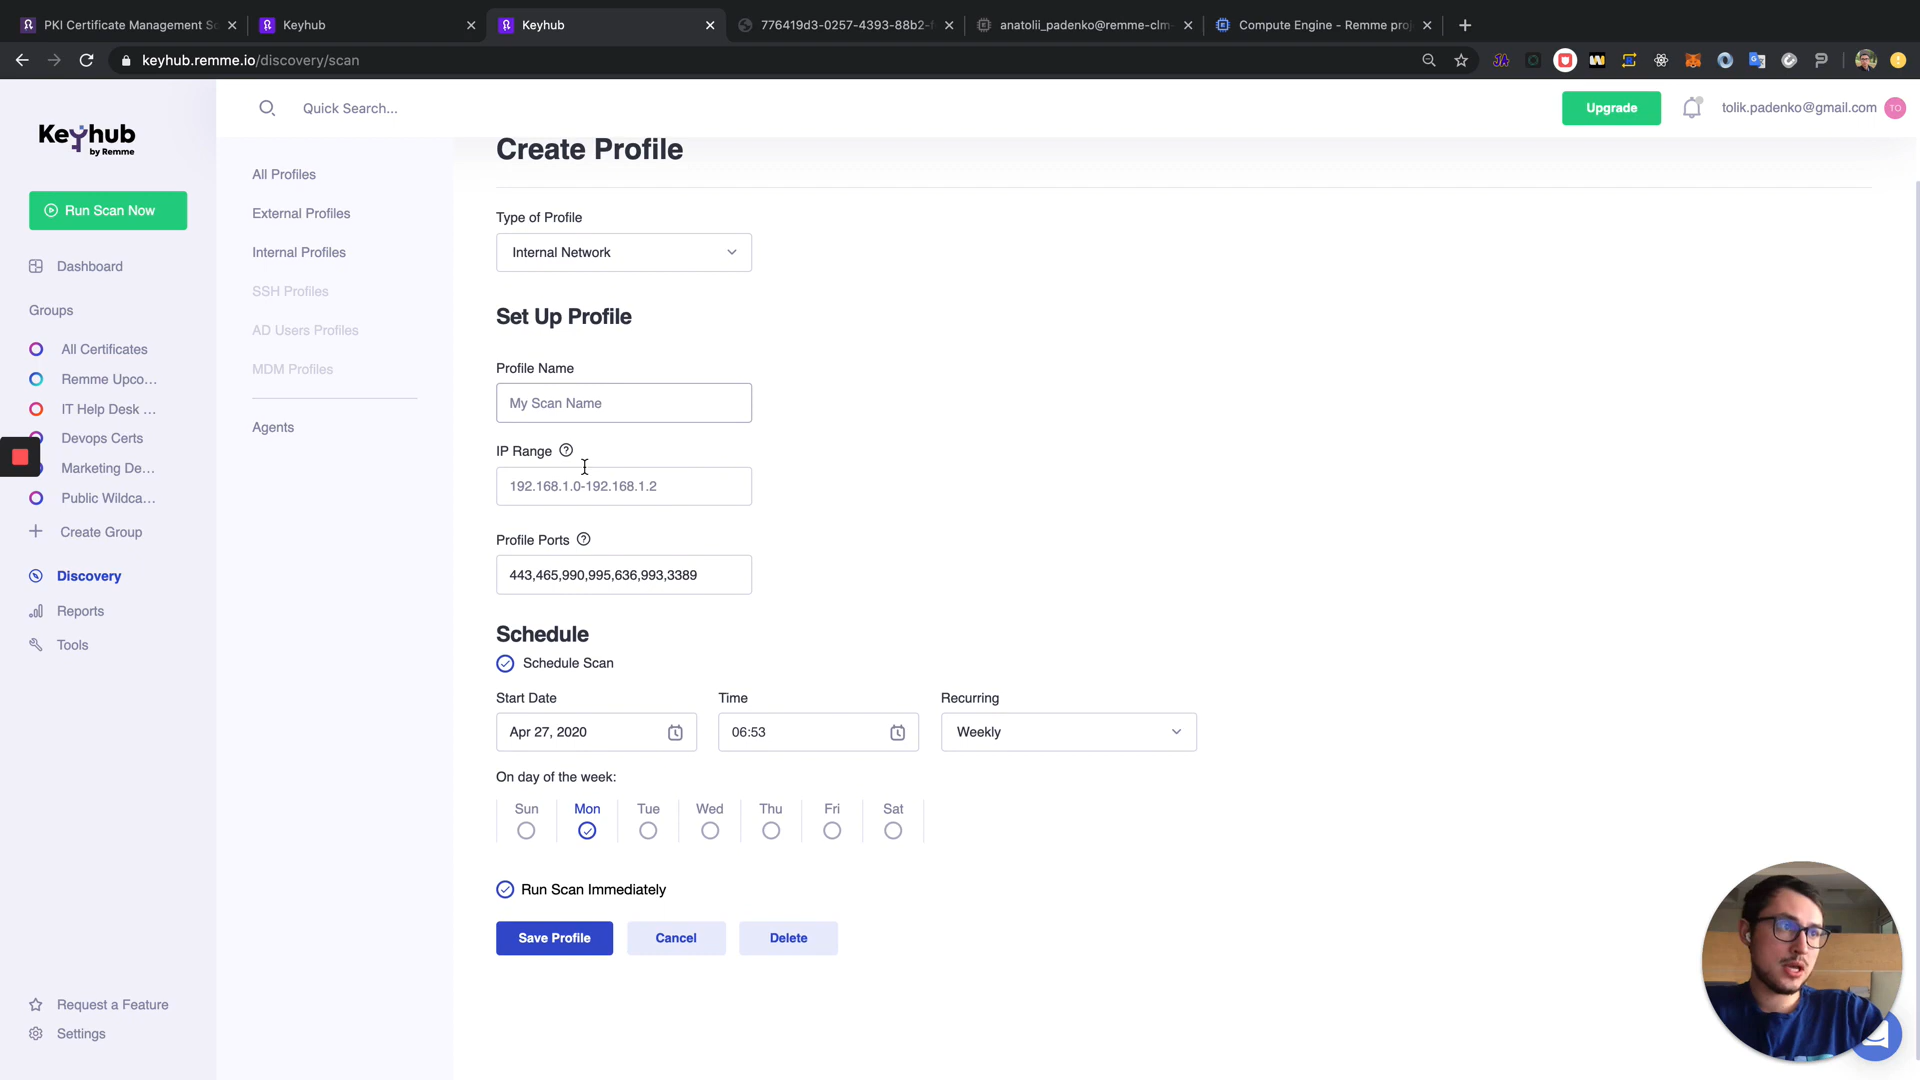 PKI Certificate Management So
Keyhub
Keyhub
776419d3-0257-4393-88b2-
anatolii_padenko@remme-clm-
Compute Engine - Remme proj
keyhub.remme.io/discovery/scan
Quick Search...
Upgrade
tolik.padenko@gmail.com
TO
Keyhub
by Remme
Run Scan Now
Dashboard
Groups
All Certificates
Remme Upco...
IT Help Desk ...
Devops Certs
Marketing De...
Public Wildca...
Create Group
Discovery
Reports
Tools
Request a Feature
Settings
All Profiles
External Profiles
Internal Profiles
SSH Profiles
AD Users Profiles
MDM Profiles
Agents
Create Profile
Type of Profile
Internal Network
Set Up Profile
Profile Name
My Scan Name
IP Range
192.168.1.0-192.168.1.2
Profile Ports
443,465,990,995,636,993,3389
Schedule
Schedule Scan
Start Date
Time
Recurring
Apr 27, 2020
06:53
Weekly
On day of the week:
Sun
Mon
Tue
Wed
Thu
Fri
Sat
Run Scan Immediately
Save Profile
Cancel
Delete